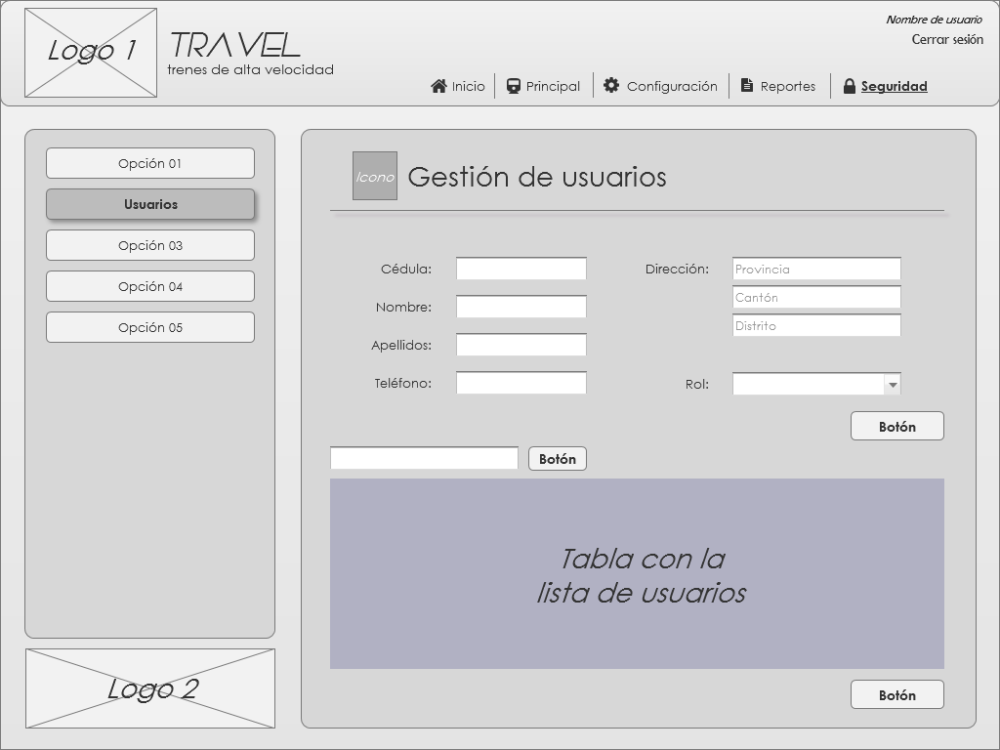 Logo 1
TRAVEL
trenes de alta velocidad
Nombre de usuario
Cerrar sesión
Inicio
Principal
Configuración
Reportes
Seguridad
Opción 01
Usuarios
Opción 03
Opción 04
Opción 05
Logo 2
Icono
Gestión de usuarios
Cédula:
Nombre:
Apellidos:
Teléfono:
Dirección:
Provincia
Cantón
Distrito
Rol:
Botón
Botón
Tabla con la
lista de usuarios
Botón